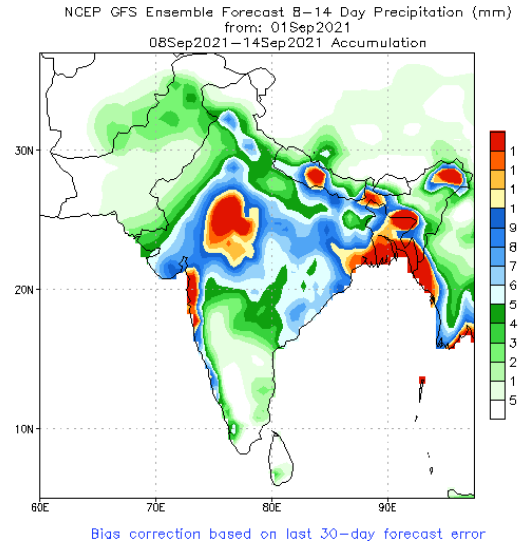 NCEP GFS Ensemble Forecast 8-14 Day Precipitation (mm)
from: 01Sep2021
08Sep2021-14Sep2021 Accumulation
30N
20N
10N
60E
70E
80E
90E
1
1
1
1
9
8
7
6
5
4
3
2
1
5
Bias correction based on last 30-day forecast error